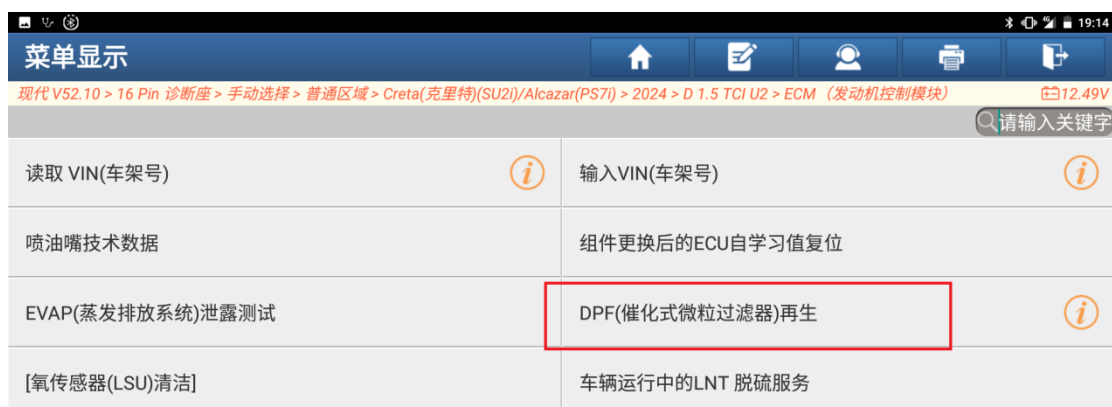 19:14
菜单显示
现代 V52.10 > 16 Pin 诊断座 > 手动选择 > 普通区域 > Creta(克里特)(SU2i)/Alcazar(PS7i) > 2024 > D 1.5 TCI U2 > ECM（发动机控制模块） 12.49V
请输入关键字
读取 VIN(车架号) 输入VIN(车架号)
喷油嘴技术数据 组件更换后的ECU自学习值复位
EVAP(蒸发排放系统)泄露测试 DPF(催化式微粒过滤器)再生
[氧传感器(LSU)清洁] 车辆运行中的LNT 脱硫服务